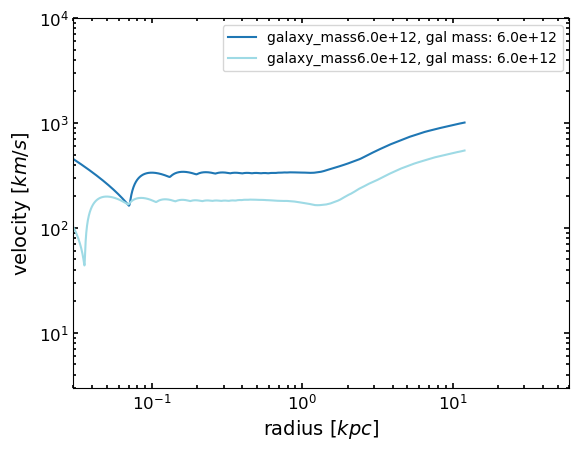 galaxy_mass6.0e+12, gal mass: 6.0e+12
galaxy_mass6.0e+12, gal mass: 6.0e+12
10^4
10^3
10^2
10^1
velocity [km/s]
10^-1
10^0
10^1
radius [kpc]